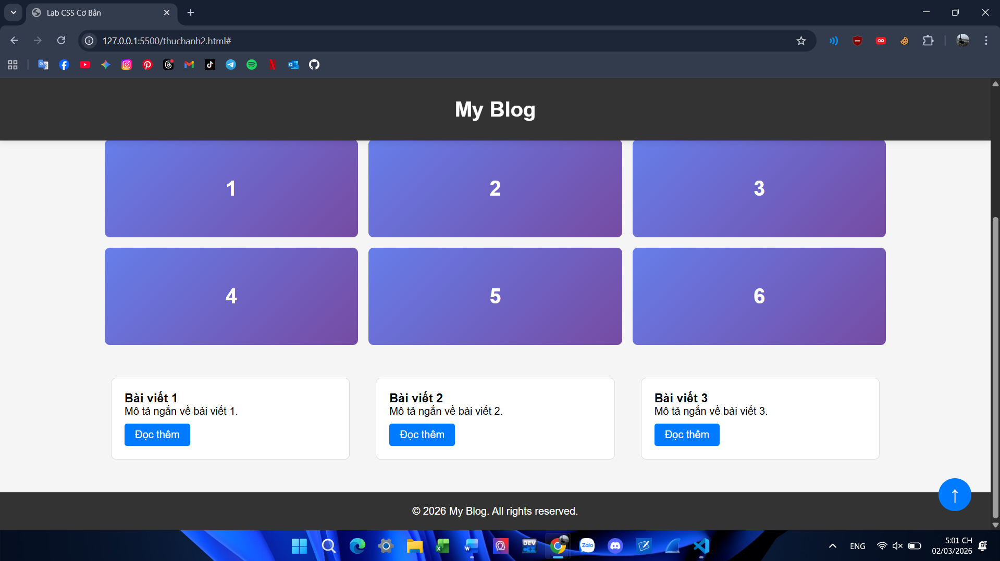 Lab CSS Cơ Bản
127.0.0.1:5500/thuchanh2.html#
My Blog
1
2
3
4
5
6
Bài viết 1
Mô tả ngắn về bài viết 1.
Đọc thêm
Bài viết 2
Mô tả ngắn về bài viết 2.
Đọc thêm
Bài viết 3
Mô tả ngắn về bài viết 3.
Đọc thêm
↑
© 2026 My Blog. All rights reserved.
DEV
C++
Zalo
ENG
5:01 CH
02/03/2026